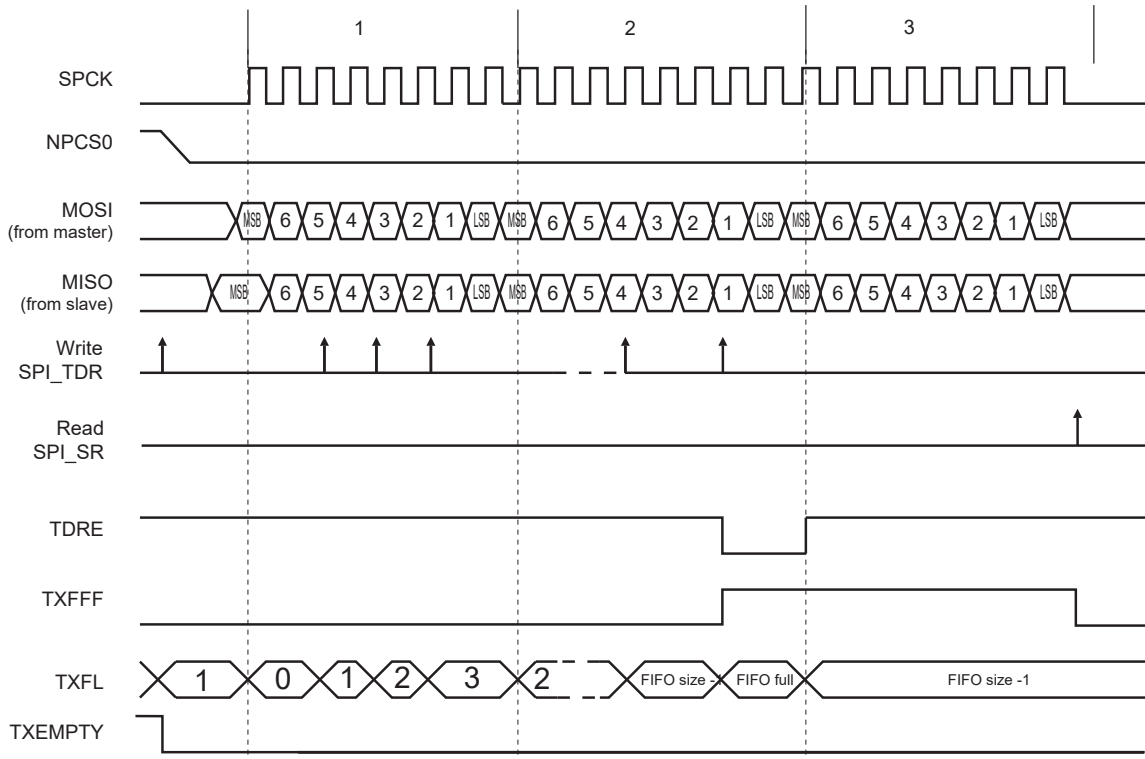 1 2 3
SPCK
NPCS0
MOSI
(from master)
MSB 6 5 4 3 2 1 LSB MSB 6 5 4 3 2 1 LSB MSB 6 5 4 3 2 1 LSB
MISO
(from slave)
MSB 6 5 4 3 2 1 LSB MSB 6 5 4 3 2 1 LSB MSB 6 5 4 3 2 1 LSB
Write
SPI_TDR
Read
SPI_SR
TDRE
TXFFF
TXFL 1 0 1 2 3 2 FIFO size -1 FIFO full FIFO size -1
TXEMPTY